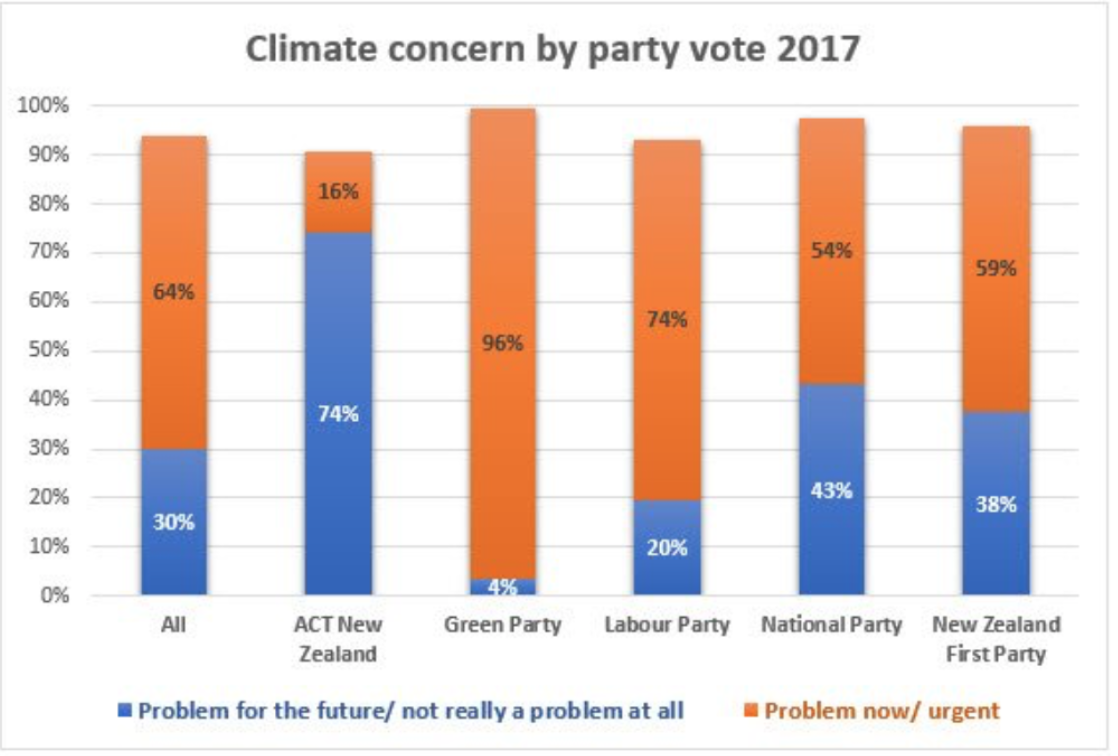 Climate concern by party vote 2017
100%
90%
80%
70%
60%
50%
40%
30%
20%
10%
0%
64%
30%
16%
74%
96%
4%
74%
20%
54%
43%
59%
38%
All
ACT New
Zealand
Green Party
Labour Party
National Party
New Zealand
First Party
Problem for the future/ not really a problem at all
Problem now/ urgent